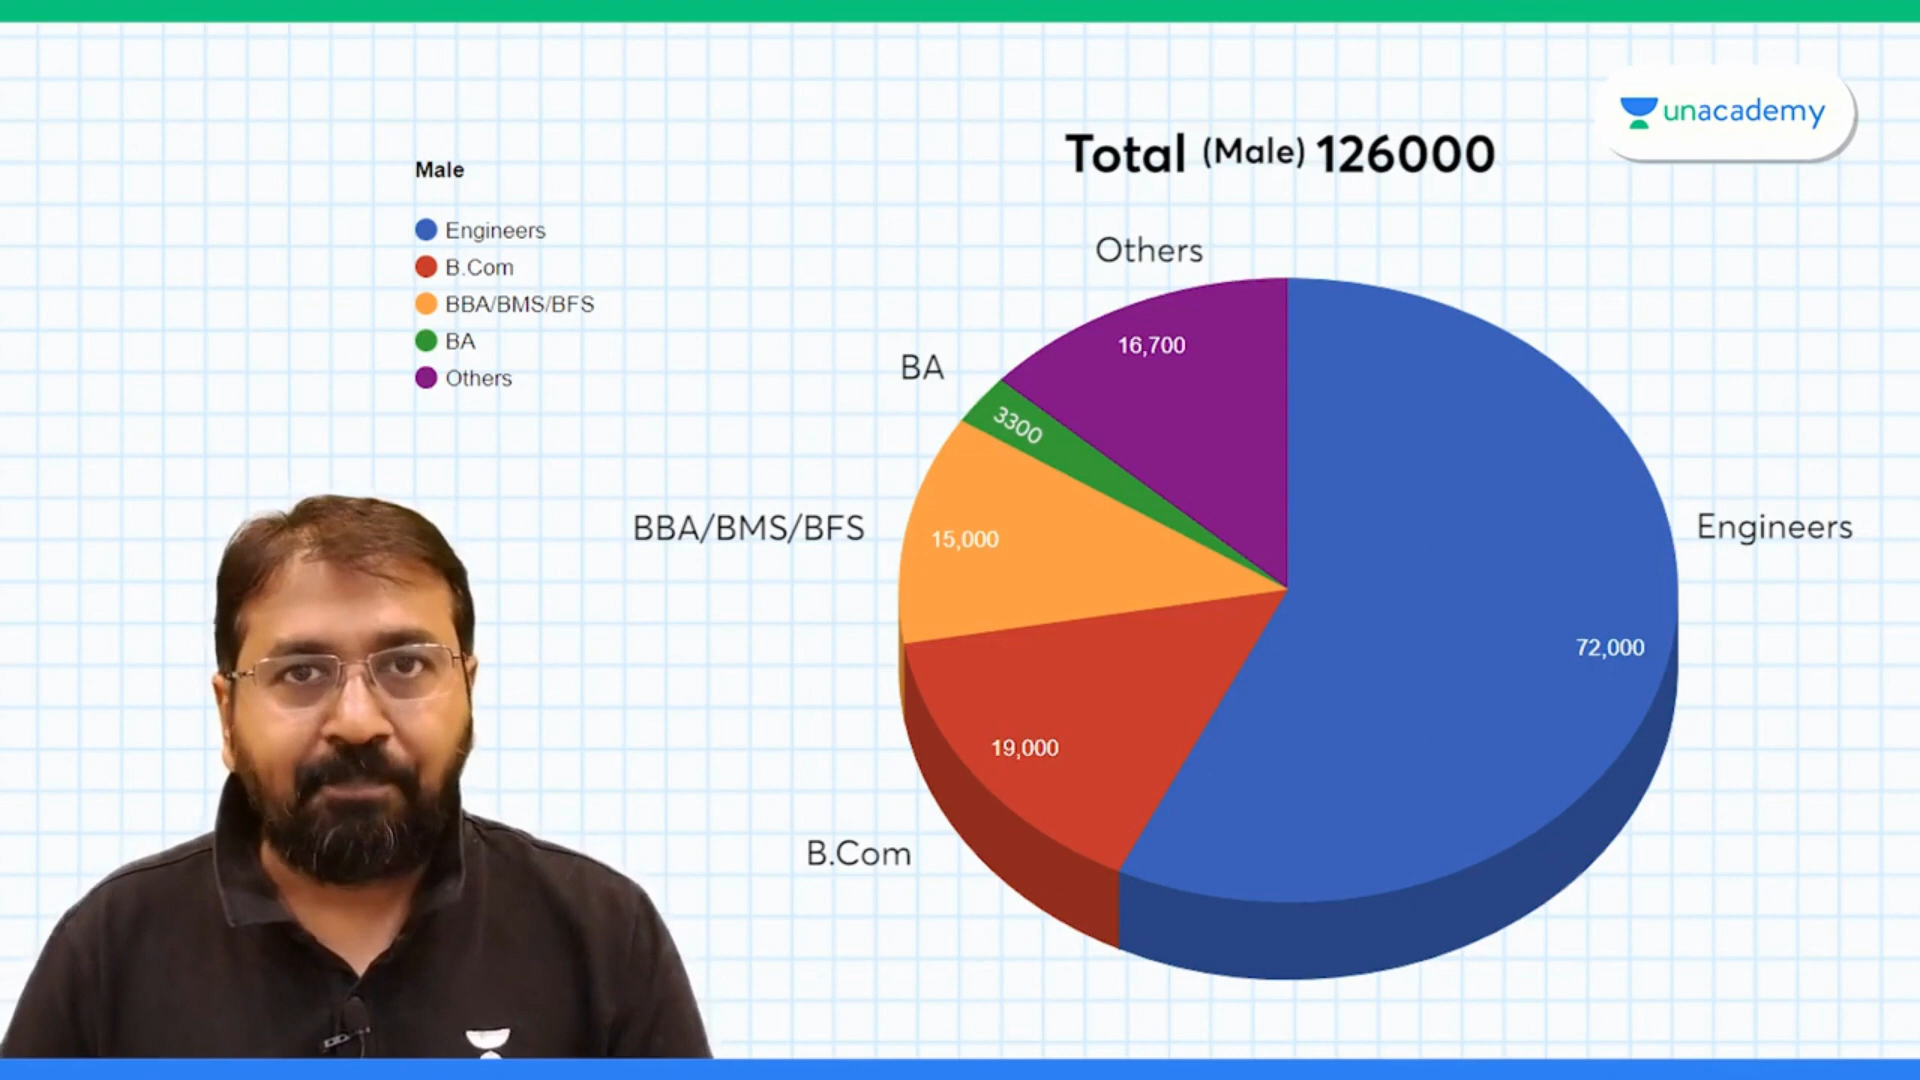 unacademy
Total (Male) 126000
Male
Engineers
B.Com
BBA/BMS/BFS
BA
Others
Others
16,700
BA
3300
BBA/BMS/BFS
15,000
Engineers
72,000
19,000
B.Com